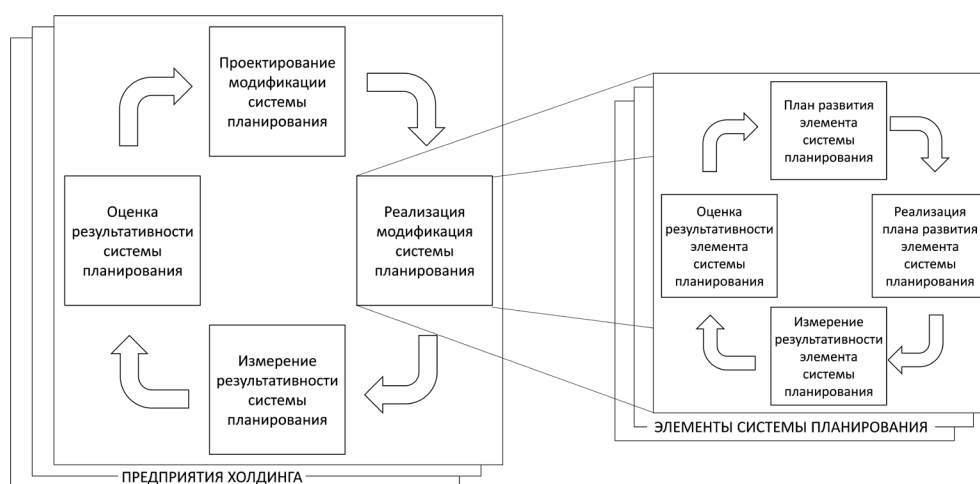 Проектирование
модификации
системы
планирования
Оценка
результативности
системы
планирования
Реализация
модификация
системы
планирования
Измерение
результативности
системы
планирования
ПРЕДПРИЯТИЯ ХОЛДИНГА
План развития
элемента
системы
планирования
Оценка
результативности
элемента
системы
планирования
Реализация
плана развития
элемента
системы
планирования
Измерение
результативности
элемента
системы
планирования
ЭЛЕМЕНТЫ СИСТЕМЫ ПЛАНИРОВАНИЯ